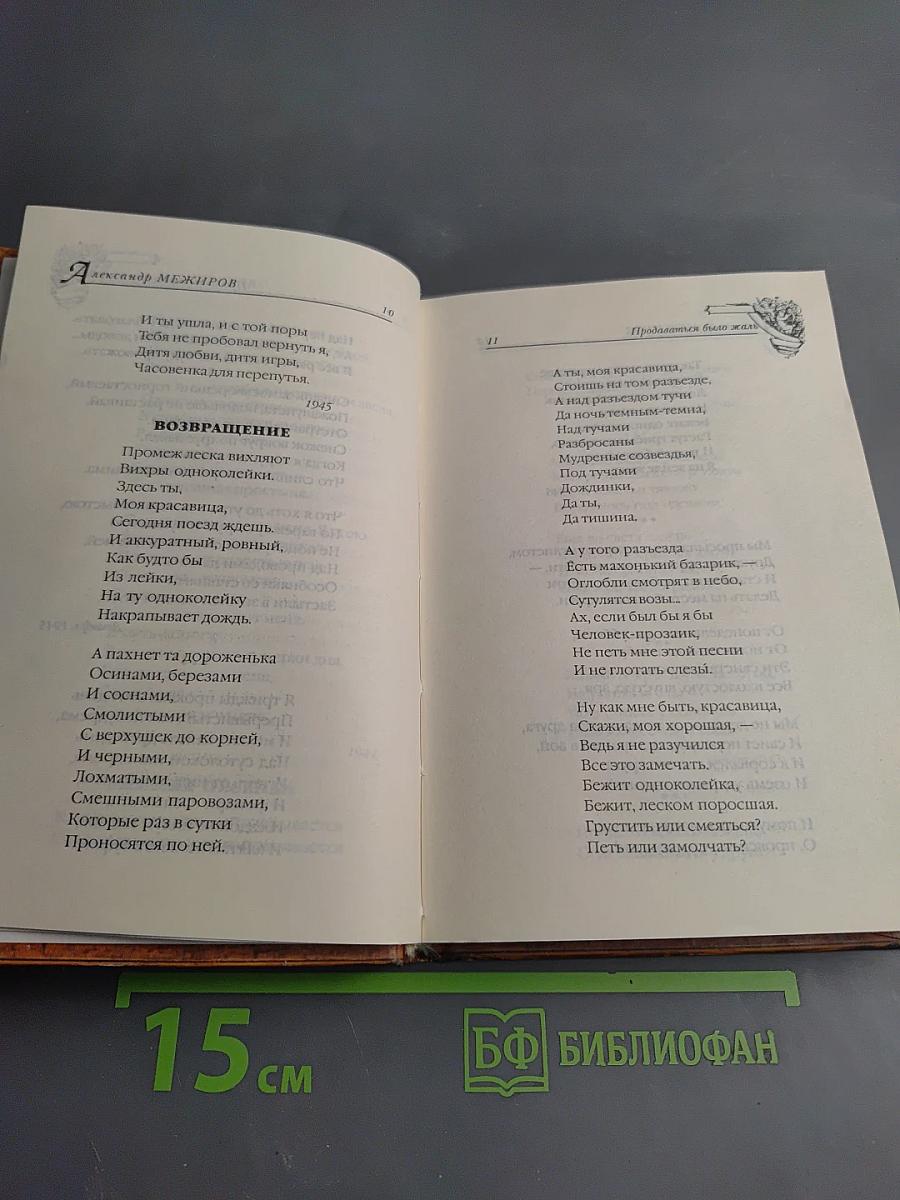 Александр МЕЖИРОВ
10
И ты ушла, и с той поры
Тебя не пробовал вернуть я,
Дитя любви, дитя игры,
Часовенка для перепутья.
1945
ВОЗВРАЩЕНИЕ
Промеж леска вихляют
Вихры одноколейки.
Здесь ты,
Моя красавица,
Сегодня поезд ждешь.
И аккуратный, ровный,
Как будто бы
Из лейки,
На ту одноколейку
Накрапывает дождь.
А пахнет та дороженька
Осинами, березами
И соснами,
Смолистыми
С верхушек до корней,
И черными,
Лохматыми,
Смешными паровозами,
Которые раз в сутки
Проносятся по ней.
11
Продаваться было жаль
А ты, моя красавица,
Стоишь на том разъезде,
А над разъездом тучи
Да ночь темным-темна,
Над тучами
Разбросаны
Мудреные созвездья,
Под тучами
Дождинки,
Да ты,
Да тишина.
А у того разъезда
Есть махонький базарик, —
Оглобли смотрят в небо,
Сутулятся возы...
Ах, если был бы я бы
Человек-прозаик,
Не петь мне этой песни
И не глотать слезы́.
Ну как мне быть, красавица,
Скажи, моя хорошая, —
Ведь я не разучился
Все это замечать.
Бежит одноколейка,
Бежит, леском поросшая.
Грустить или смеяться?
Петь или замолчать?
15 см
БФ БИБЛИОФАН